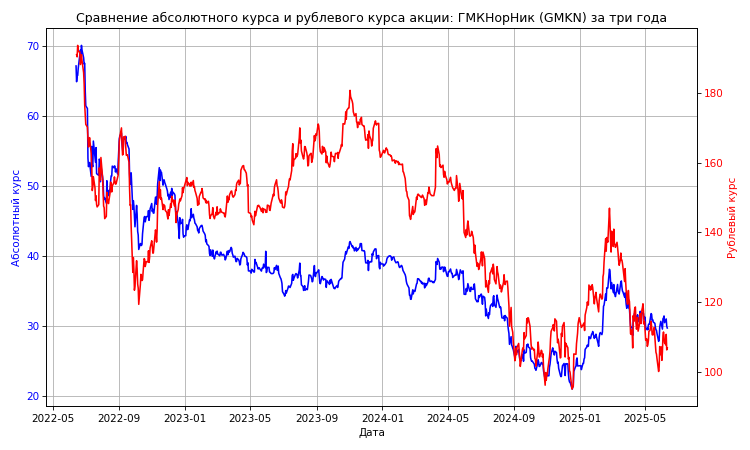 Сравнение абсолютного курса и рублевого курса акции: ГМКНорНик (GMKN) за три года
Абсолютный курс
70
60
50
40
30
20
180
160
140
120
100
Рублевый курс
2022-05 2022-09 2023-01 2023-05 2023-09 2024-01 2024-05 2024-09 2025-01 2025-05
Дата